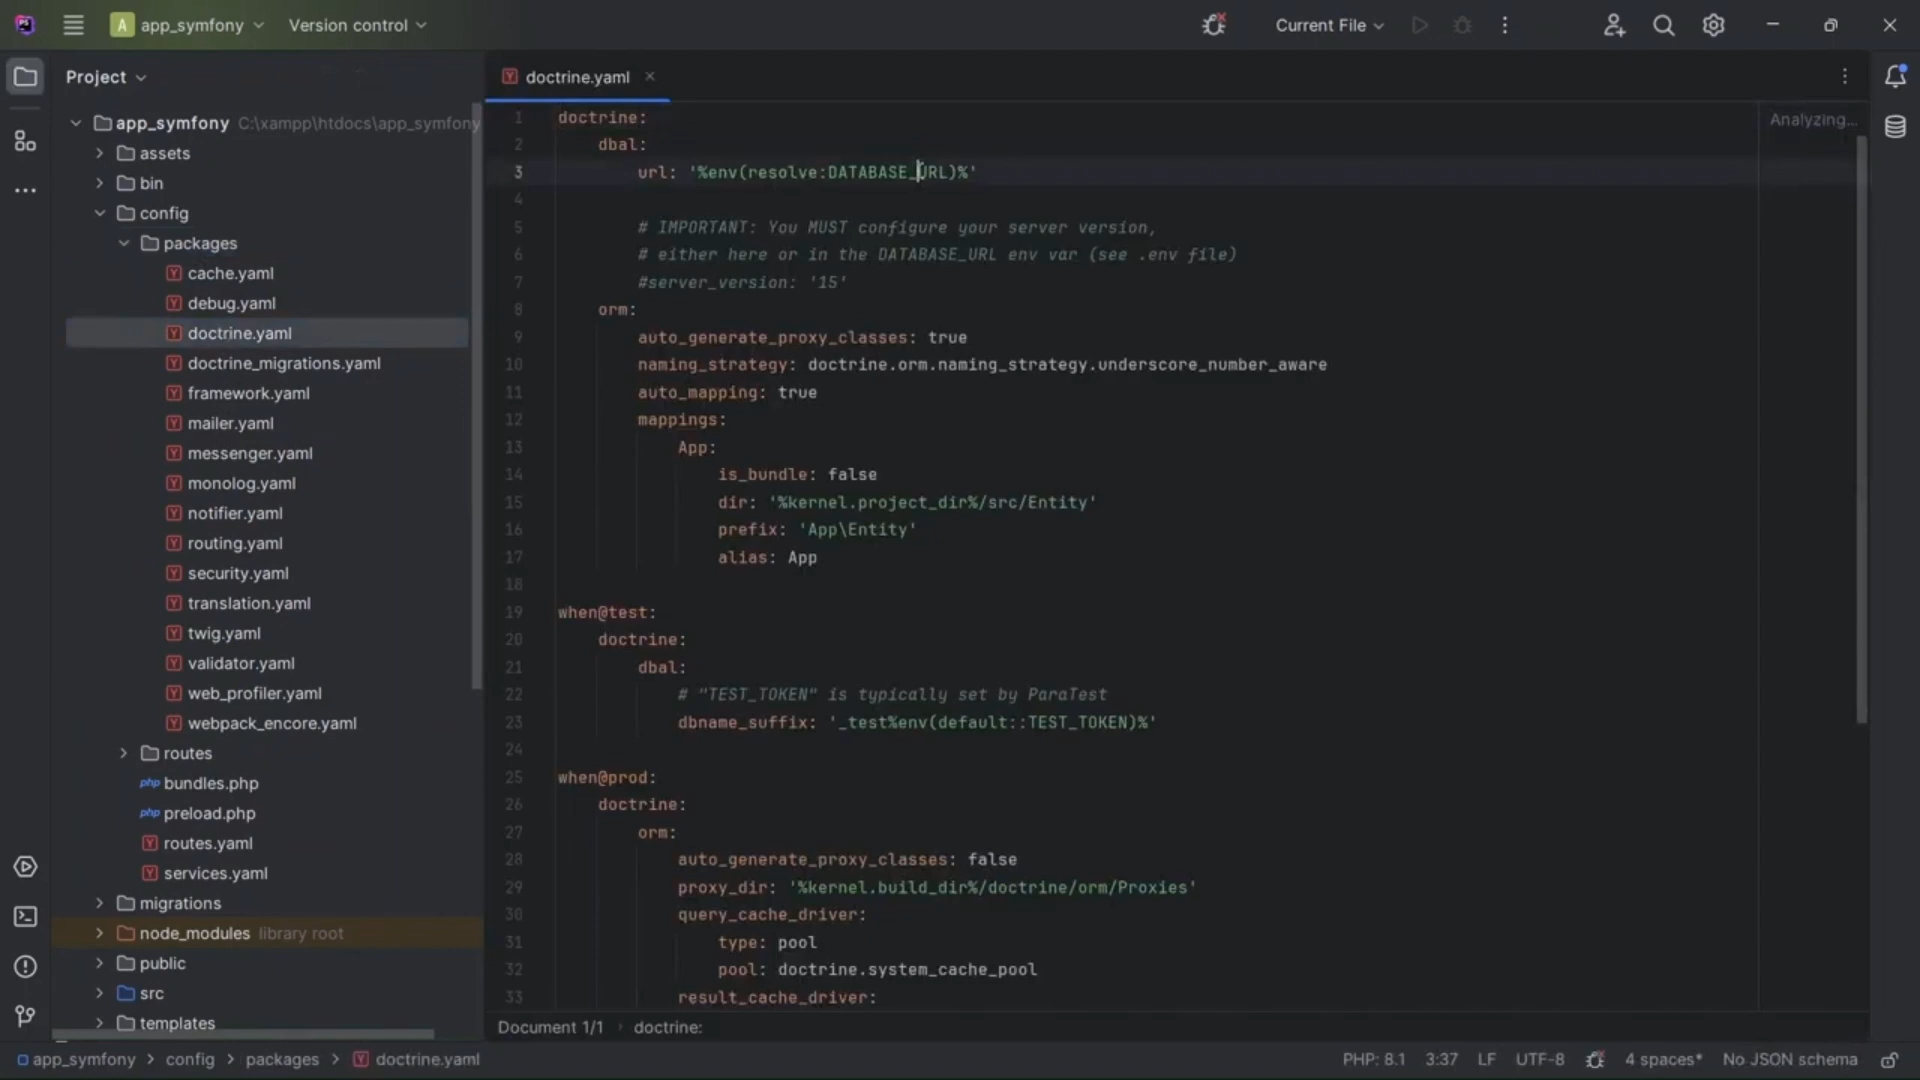 PS
A app_symfony
Version control
Current File
Project
app_symfony C:\xampp\htdocs\app_symfony
assets
bin
config
packages
cache.yaml
debug.yaml
doctrine.yaml
doctrine_migrations.yaml
framework.yaml
mailer.yaml
messenger.yaml
monolog.yaml
notifier.yaml
routing.yaml
security.yaml
translation.yaml
twig.yaml
validator.yaml
web_profiler.yaml
webpack_encore.yaml
routes
php bundles.php
php preload.php
routes.yaml
services.yaml
migrations
node_modules library root
public
src
templates
doctrine.yaml
Analyzing...
1 doctrine:
2 dbal:
3 url: '%env(resolve:DATABASE_URL)%'
4
5 # IMPORTANT: You MUST configure your server version,
6 # either here or in the DATABASE_URL env var (see .env file)
7 #server_version: '15'
8 orm:
9 auto_generate_proxy_classes: true
10 naming_strategy: doctrine.orm.naming_strategy.underscore_number_aware
11 auto_mapping: true
12 mappings:
13 App:
14 is_bundle: false
15 dir: '%kernel.project_dir%/src/Entity'
16 prefix: 'App\Entity'
17 alias: App
18
19 when@test:
20 doctrine:
21 dbal:
22 # "TEST_TOKEN" is typically set by ParaTest
23 dbname_suffix: '_test%env(default::TEST_TOKEN)%'
24
25 when@prod:
26 doctrine:
27 orm:
28 auto_generate_proxy_classes: false
29 proxy_dir: '%kernel.build_dir%/doctrine/orm/Proxies'
30 query_cache_driver:
31 type: pool
32 pool: doctrine.system_cache_pool
33 result_cache_driver:
Document 1/1 › doctrine:
app_symfony > config > packages > doctrine.yaml
PHP: 8.1 3:37 LF UTF-8 4 spaces* No JSON schema